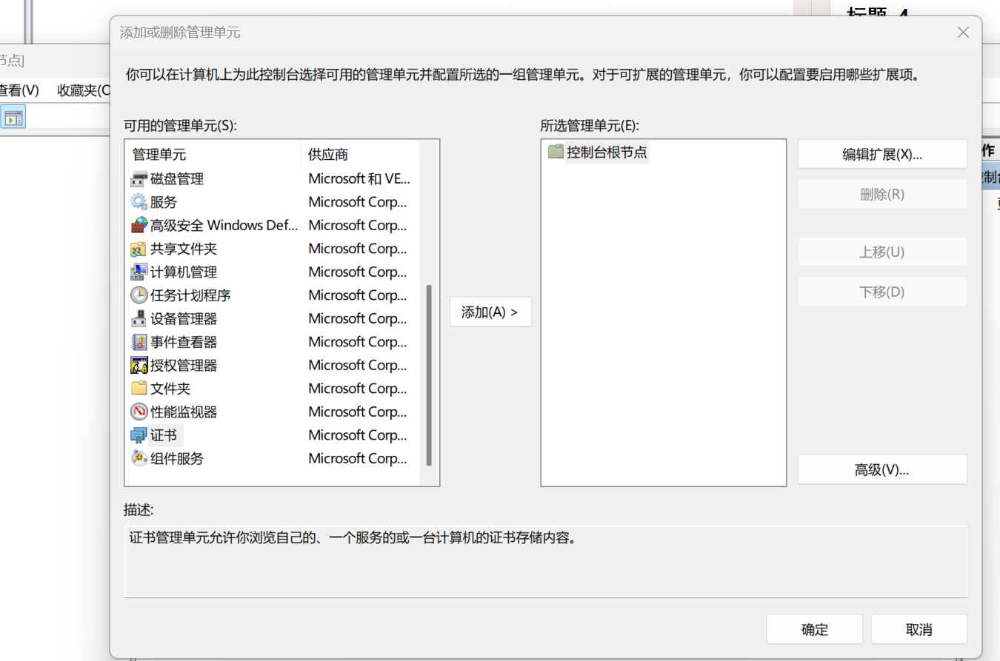 标题 4
添加或删除管理单元
节点]
你可以在计算机上为此控制台选择可用的管理单元并配置所选的一组管理单元。对于可扩展的管理单元，你可以配置要启用哪些扩展项。
查看(V) 收藏夹(O
可用的管理单元(S):
所选管理单元(E):
管理单元 供应商
磁盘管理 Microsoft 和 VE...
服务 Microsoft Corp...
高级安全 Windows Def... Microsoft Corp...
共享文件夹 Microsoft Corp...
计算机管理 Microsoft Corp...
任务计划程序 Microsoft Corp...
设备管理器 Microsoft Corp...
事件查看器 Microsoft Corp...
授权管理器 Microsoft Corp...
文件夹 Microsoft Corp...
性能监视器 Microsoft Corp...
证书 Microsoft Corp...
组件服务 Microsoft Corp...
添加(A) >
控制台根节点
编辑扩展(X)...
删除(R)
上移(U)
下移(D)
高级(V)...
作
制台
描述:
证书管理单元允许你浏览自己的、一个服务的或一台计算机的证书存储内容。
确定
取消